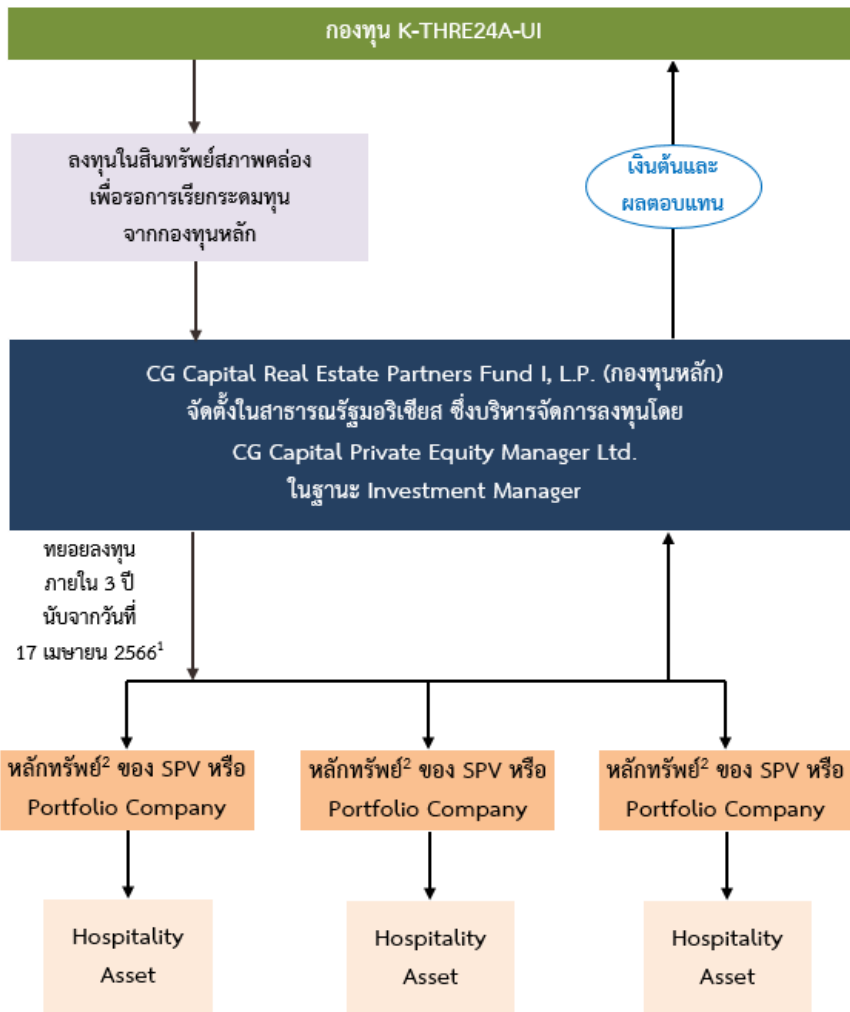 กองทุน K-THRE24A-UI
ลงทุนในสินทรัพย์สภาพคล่อง
เพื่อรอการเรียกระดมทุน
จากกองทุนหลัก
เงินต้นและ
ผลตอบแทน
CG Capital Real Estate Partners Fund I, L.P. (กองทุนหลัก)
จัดตั้งในสาธารณรัฐมอริเชียส ซึ่งบริหารจัดการลงทุนโดย
CG Capital Private Equity Manager Ltd.
ในฐานะ Investment Manager
ทยอยลงทุน
ภายใน 3 ปี
นับจากวันที่
17 เมษายน 2566¹
หลักทรัพย์² ของ SPV หรือ
Portfolio Company
หลักทรัพย์² ของ SPV หรือ
Portfolio Company
หลักทรัพย์² ของ SPV หรือ
Portfolio Company
Hospitality
Asset
Hospitality
Asset
Hospitality
Asset